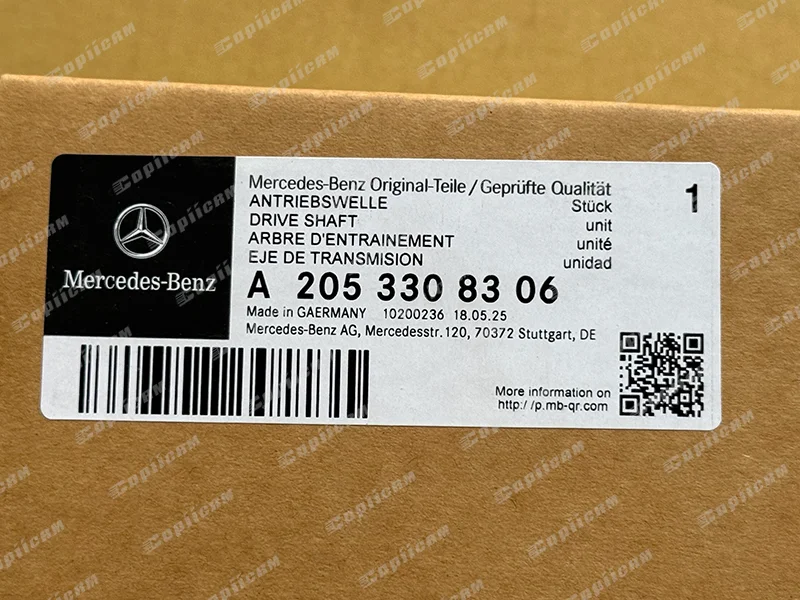 Mercedes-Benz
Mercedes-Benz Original-Teile / Geprüfte Qualität
ANTRIEBSWELLE Stück 1
DRIVE SHAFT unit
ARBRE D'ENTRAINEMENT unité
EJE DE TRANSMISION unidad
A 205 330 83 06
Made in GAERMANY 10200236 18.05.25
Mercedes-Benz AG, Mercedesstr.120, 70372 Stuttgart, DE
More information on
http:/ /p.mb-qr.com
Copiicam